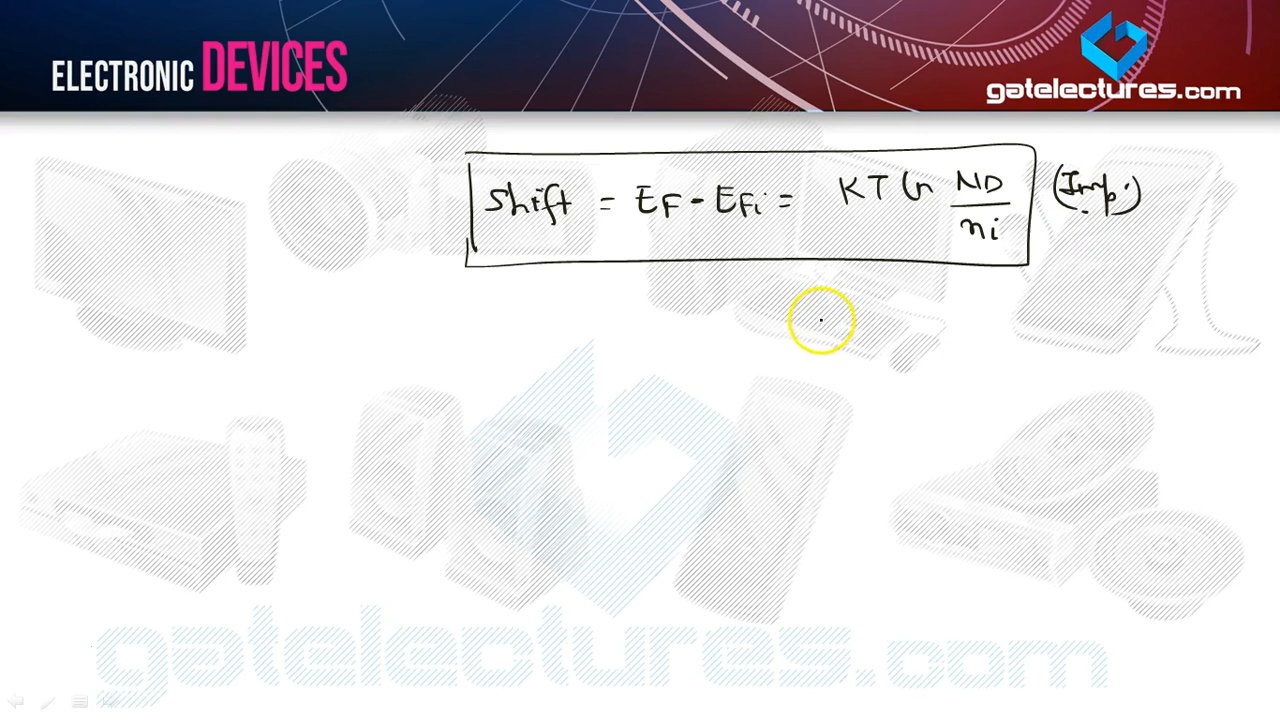 ELECTRONIC DEVICES
gatelectures.com
Shift = EF - EFi = KT ln ND/ni (Imp.)
gatelectures.com